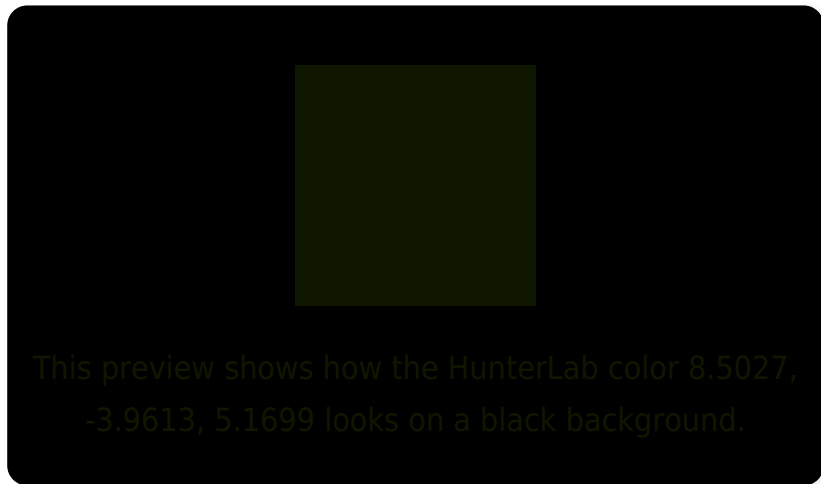 This preview shows how the HunterLab color 8.5027,
-3.9613, 5.1699 looks on a black background.